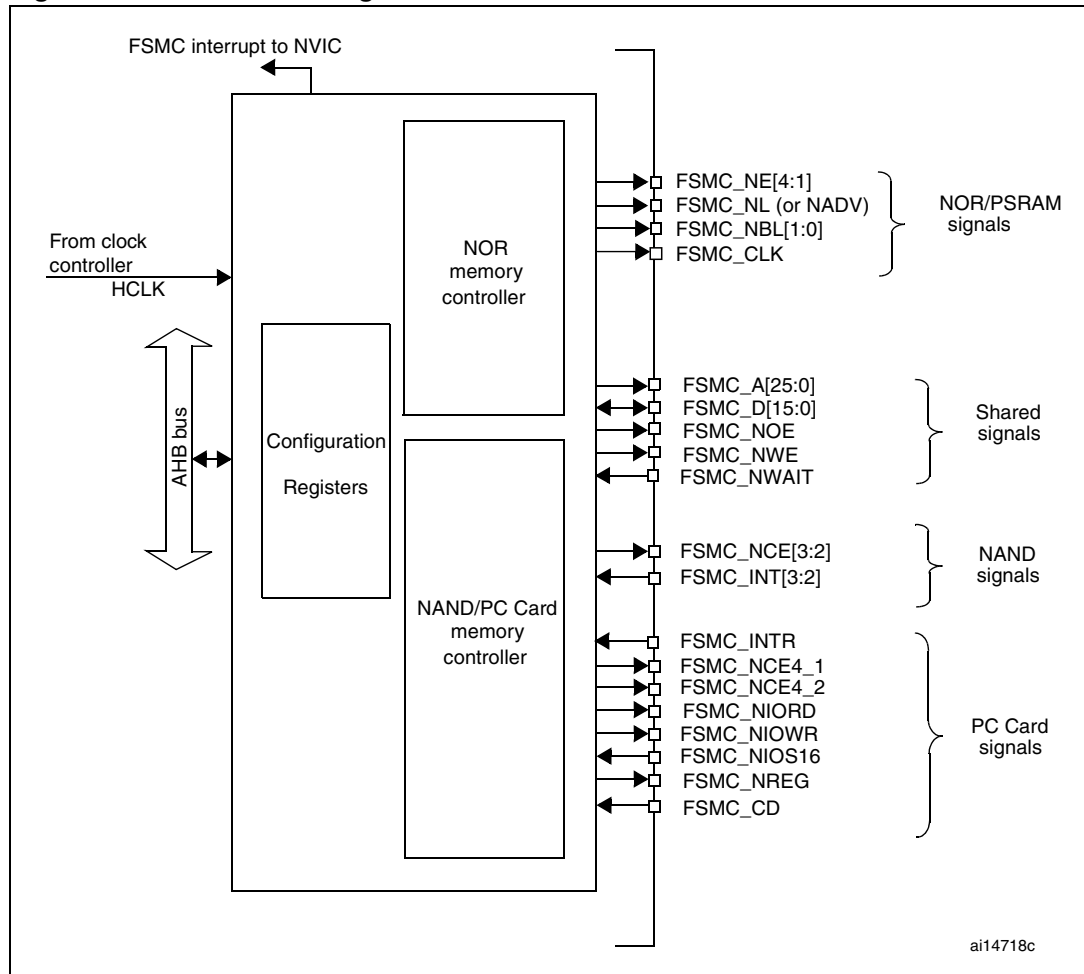 FSMC interrupt to NVIC
From clock
controller
HCLK
AHB bus
Configuration
Registers
NOR
memory
controller
NAND/PC Card
memory
controller
FSMC_NE[4:1]
FSMC_NL (or NADV)
FSMC_NBL[1:0]
FSMC_CLK
NOR/PSRAM
signals
FSMC_A[25:0]
FSMC_D[15:0]
FSMC_NOE
FSMC_NWE
FSMC_NWAIT
Shared
signals
FSMC_NCE[3:2]
FSMC_INT[3:2]
NAND
signals
FSMC_INTR
FSMC_NCE4_1
FSMC_NCE4_2
FSMC_NIORD
FSMC_NIOWR
FSMC_NIOS16
FSMC_NREG
FSMC_CD
PC Card
signals
ai14718c